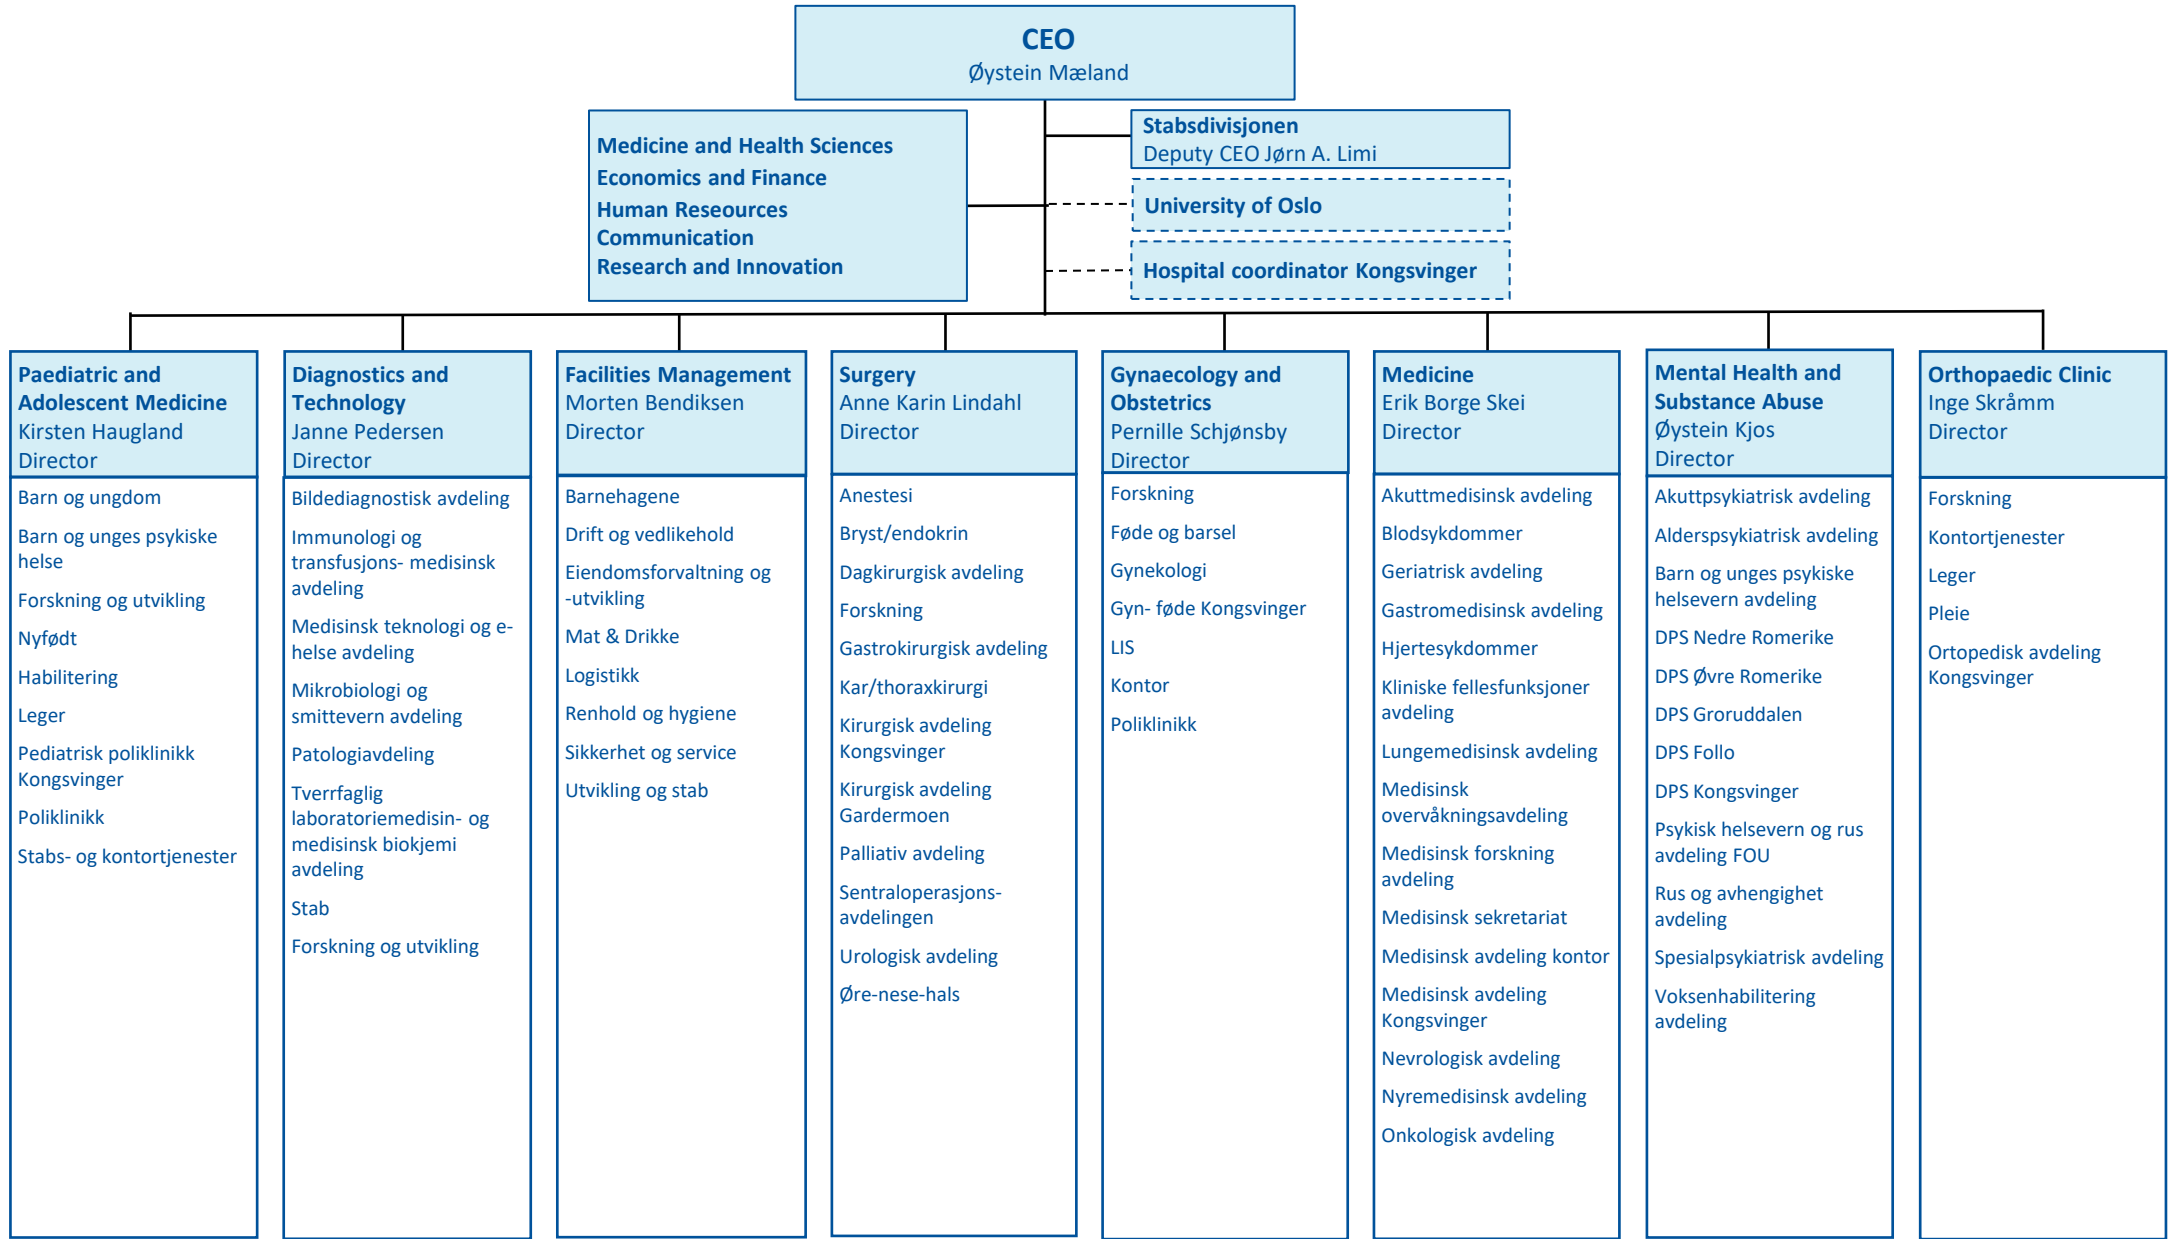 CEO
Øystein Mæland
Medicine and Health Sciences
Economics and Finance
Human Reseources
Communication
Research and Innovation
Stabsdivisjonen
Deputy CEO Jørn A. Limi
University of Oslo
Hospital coordinator Kongsvinger
Paediatric and
Adolescent Medicine
Kirsten Haugland
Director
Barn og ungdom
Barn og unges psykiske
helse
Forskning og utvikling
Nyfødt
Habilitering
Leger
Pediatrisk poliklinikk
Kongsvinger
Poliklinikk
Stabs- og kontortjenester
Diagnostics and
Technology
Janne Pedersen
Director
Bildediagnostisk avdeling
Immunologi og
transfusjons- medisinsk
avdeling
Medisinsk teknologi og e-
helse avdeling
Mikrobiologi og
smittevern avdeling
Patologiavdeling
Tverrfaglig
laboratoriemedisin- og
medisinsk biokjemi
avdeling
Stab
Forskning og utvikling
Facilities Management
Morten Bendiksen
Director
Barnehagene
Drift og vedlikehold
Eiendomsforvaltning og
-utvikling
Mat & Drikke
Logistikk
Renhold og hygiene
Sikkerhet og service
Utvikling og stab
Surgery
Anne Karin Lindahl
Director
Anestesi
Bryst/endokrin
Dagkirurgisk avdeling
Forskning
Gastrokirurgisk avdeling
Kar/thoraxkirurgi
Kirurgisk avdeling
Kongsvinger
Kirurgisk avdeling
Gardermoen
Palliativ avdeling
Sentraloperasjons-
avdelingen
Urologisk avdeling
Øre-nese-hals
Gynaecology and
Obstetrics
Pernille Schjønsby
Director
Forskning
Føde og barsel
Gynekologi
Gyn- føde Kongsvinger
LIS
Kontor
Poliklinikk
Medicine
Erik Borge Skei
Director
Akuttmedisinsk avdeling
Blodsykdommer
Geriatrisk avdeling
Gastromedisinsk avdeling
Hjertesykdommer
Kliniske fellesfunksjoner
avdeling
Lungemedisinsk avdeling
Medisinsk
overvåkningsavdeling
Medisinsk forskning
avdeling
Medisinsk sekretariat
Medisinsk avdeling kontor
Medisinsk avdeling
Kongsvinger
Nevrologisk avdeling
Nyremedisinsk avdeling
Onkologisk avdeling
Mental Health and
Substance Abuse
Øystein Kjos
Director
Akuttpsykiatrisk avdeling
Alderspsykiatrisk avdeling
Barn og unges psykiske
helsevern avdeling
DPS Nedre Romerike
DPS Øvre Romerike
DPS Groruddalen
DPS Follo
DPS Kongsvinger
Psykisk helsevern og rus
avdeling FOU
Rus og avhengighet
avdeling
Spesialpsykiatrisk avdeling
Voksenhabilitering
avdeling
Orthopaedic Clinic
Inge Skråmm
Director
Forskning
Kontortjenester
Leger
Pleie
Ortopedisk avdeling
Kongsvinger